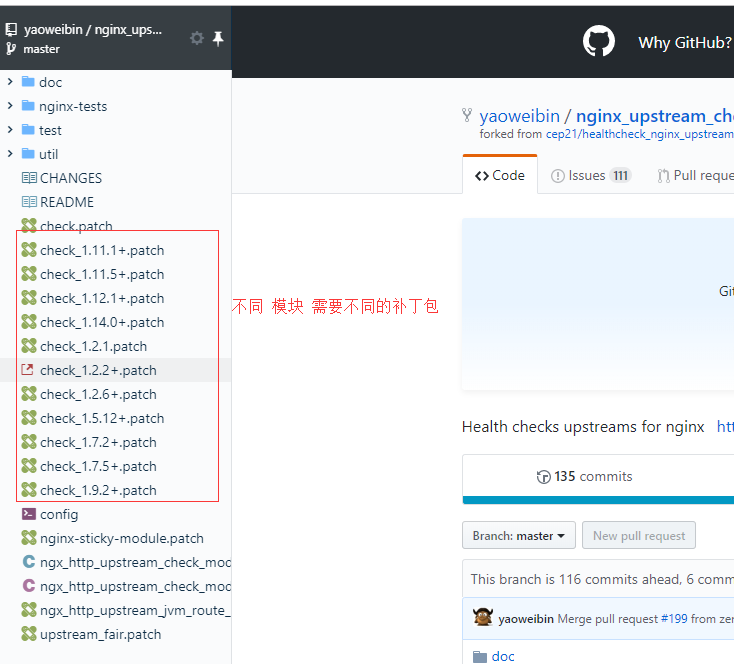 yaoweibin / nginx_ups...
master
doc
nginx-tests
test
util
CHANGES
README
check.patch
check_1.11.1+.patch
check_1.11.5+.patch
check_1.12.1+.patch
check_1.14.0+.patch
check_1.2.1.patch
check_1.2.2+.patch
check_1.2.6+.patch
check_1.5.12+.patch
check_1.7.2+.patch
check_1.7.5+.patch
check_1.9.2+.patch
config
nginx-sticky-module.patch
ngx_http_upstream_check_mod
ngx_http_upstream_check_mod
ngx_http_upstream_jvm_route_
upstream_fair.patch
不同 模块 需要不同的补丁包
Why GitHub?
yaoweibin / nginx_upstream_che
forked from cep21/healthcheck_nginx_upstream
Code
Issues 111
Pull reque
Git
Health checks upstreams for nginx htt
135 commits
Branch: master
New pull request
This branch is 116 commits ahead, 6 comm
yaoweibin Merge pull request #199 from zer
doc